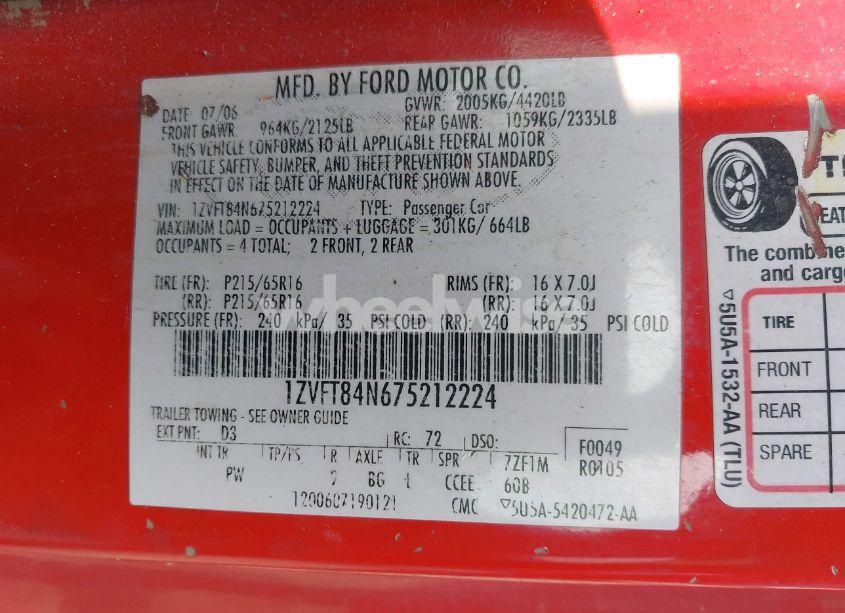 MFD. BY FORD MOTOR CO.
DATE 07/06 GVWR: 2005KG/4420LB
FRONT GAWR: 964KG/2125LB REAR GAWR: 1059KG/2335LB
THIS VEHICLE CONFORMS TO ALL APPLICABLE FEDERAL MOTOR
VEHICLE SAFETY, BUMPER, AND THEFT PREVENTION STANDARDS
IN EFFECT ON THE DATE OF MANUFACTURE SHOWN ABOVE.
VIN: 1ZVFT84N675212224 TYPE: Passenger Car
MAXIMUM LOAD = OCCUPANTS + LUGGAGE = 301KG/ 664LB
OCCUPANTS = 4 TOTAL; 2 FRONT, 2 REAR
TIRE (FR): P215/65R16 RIMS (FR): 16 X 7.0J
(RR): P215/65R16 (RR): 16 X 7.0J
PRESSURE (FR): 240 kPa/ 35 PSI COLD (RR): 240 kPa/ 35 PSI COLD
1ZVFT84N675212224
TRAILER TOWING - SEE OWNER GUIDE
EXT PNT: D3 RC: 72 DSO: F0049
INT TR TP/PS R AXLE TR SPR 7ZF1M R0105
PW BG CCEE 60B
1200607190121 CMC ▽5U5A-5420472-AA
The combine
and cargo
TIRE
FRONT
REAR
SPARE
▽5U5A-1532-AA (TLU)